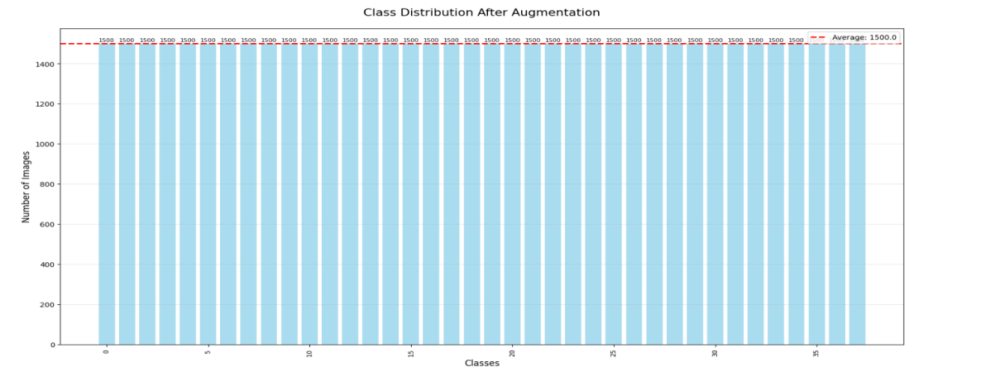 Class Distribution After Augmentation
1500 1500 1500 1500 1500 1500 1500 1500 1500 1500 1500 1500 1500 1500 1500 1500 1500 1500 1500 1500 1500 1500 1500 1500 1500 1500 1500 1500 1500 1500 1500 1500 1500 1500 1500
Average: 1500.0
1400
1200
1000
800
600
400
200
0
Number of Images
0 5 10 15 20 25 30 35
Classes